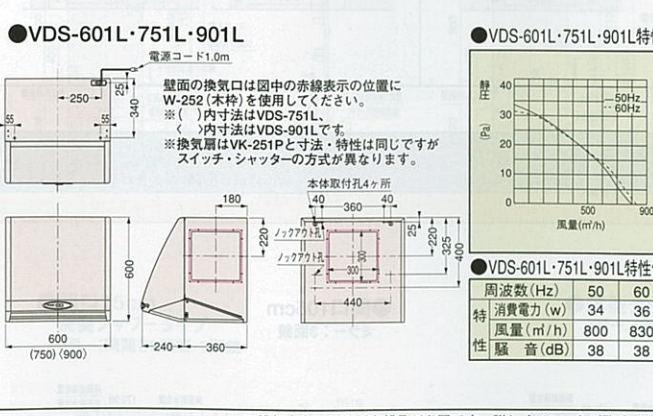 ●VDS-601L･751L･901L
電源コード1.0m
250
25
340
55
55
壁面の換気口は図中の赤線表示の位置に
W-252(木枠)を使用してください。
※(　)内寸法はVDS-751L、
〈　〉内寸法はVDS-901Lです。
※換気扇はVK-251Pと寸法・特性は同じですが
スイッチ・シャッターの方式が異なります。
本体取付孔4ヶ所
180
40
40
360
220
25
ノックアウト孔
ノックアウト孔
300
300
220
325
400
440
600
600
(750)〈900〉
240
360
●VDS-601L･751L･901L特
静圧
(Pa)
40
30
20
10
0
50Hz
60Hz
500
900
風量(m³/h)
●VDS-601L･751L･901L特性
特性
周波数(Hz) 50 60
消費電力(w) 34 36
風量(m³/h) 800 830
騒音(dB) 38 38